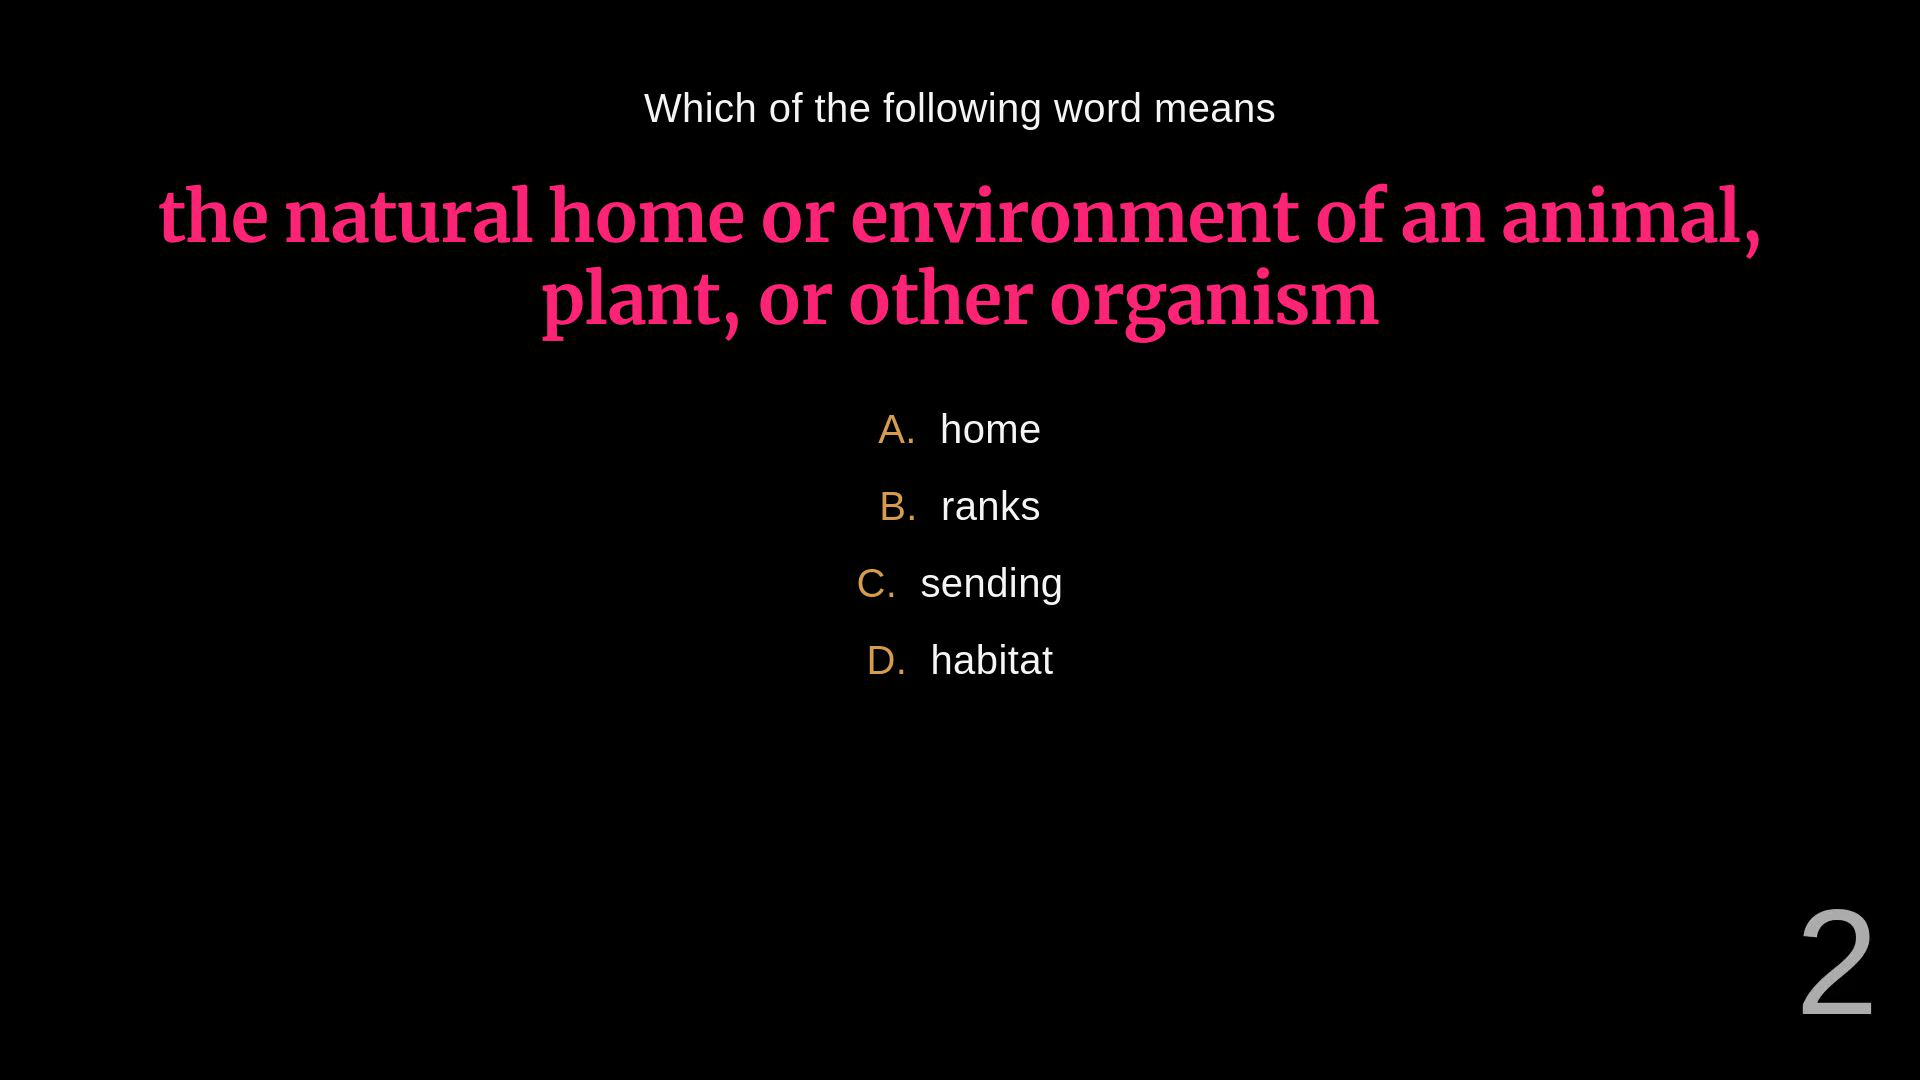 Which of the following word means
the natural home or environment of an animal,
plant, or other organism
A. home
B. ranks
C. sending
D. habitat
2